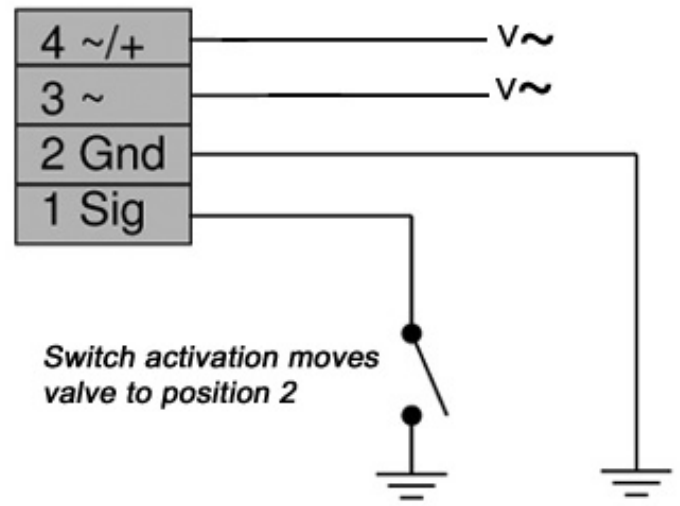 4 ~/+
V~
3 ~
V~
2 Gnd
1 Sig
Switch activation moves
valve to position 2